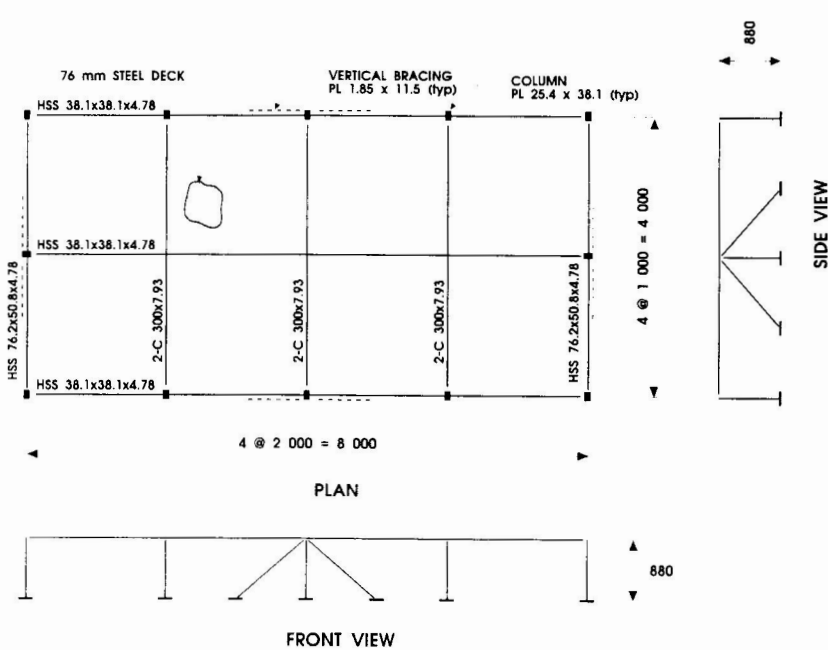 880
76 mm STEEL DECK
VERTICAL BRACING
PL 1.85 x 11.5 (typ)
COLUMN
PL 25.4 x 38.1 (typ)
HSS 38.1x38.1x4.78
HSS 38.1x38.1x4.78
HSS 76.2x50.8x4.78
2-C 300x7.93
2-C 300x7.93
2-C 300x7.93
HSS 76.2x50.8x4.78
4 @ 1 000 = 4 000
SIDE VIEW
HSS 38.1x38.1x4.78
4 @ 2 000 = 8 000
PLAN
880
FRONT VIEW